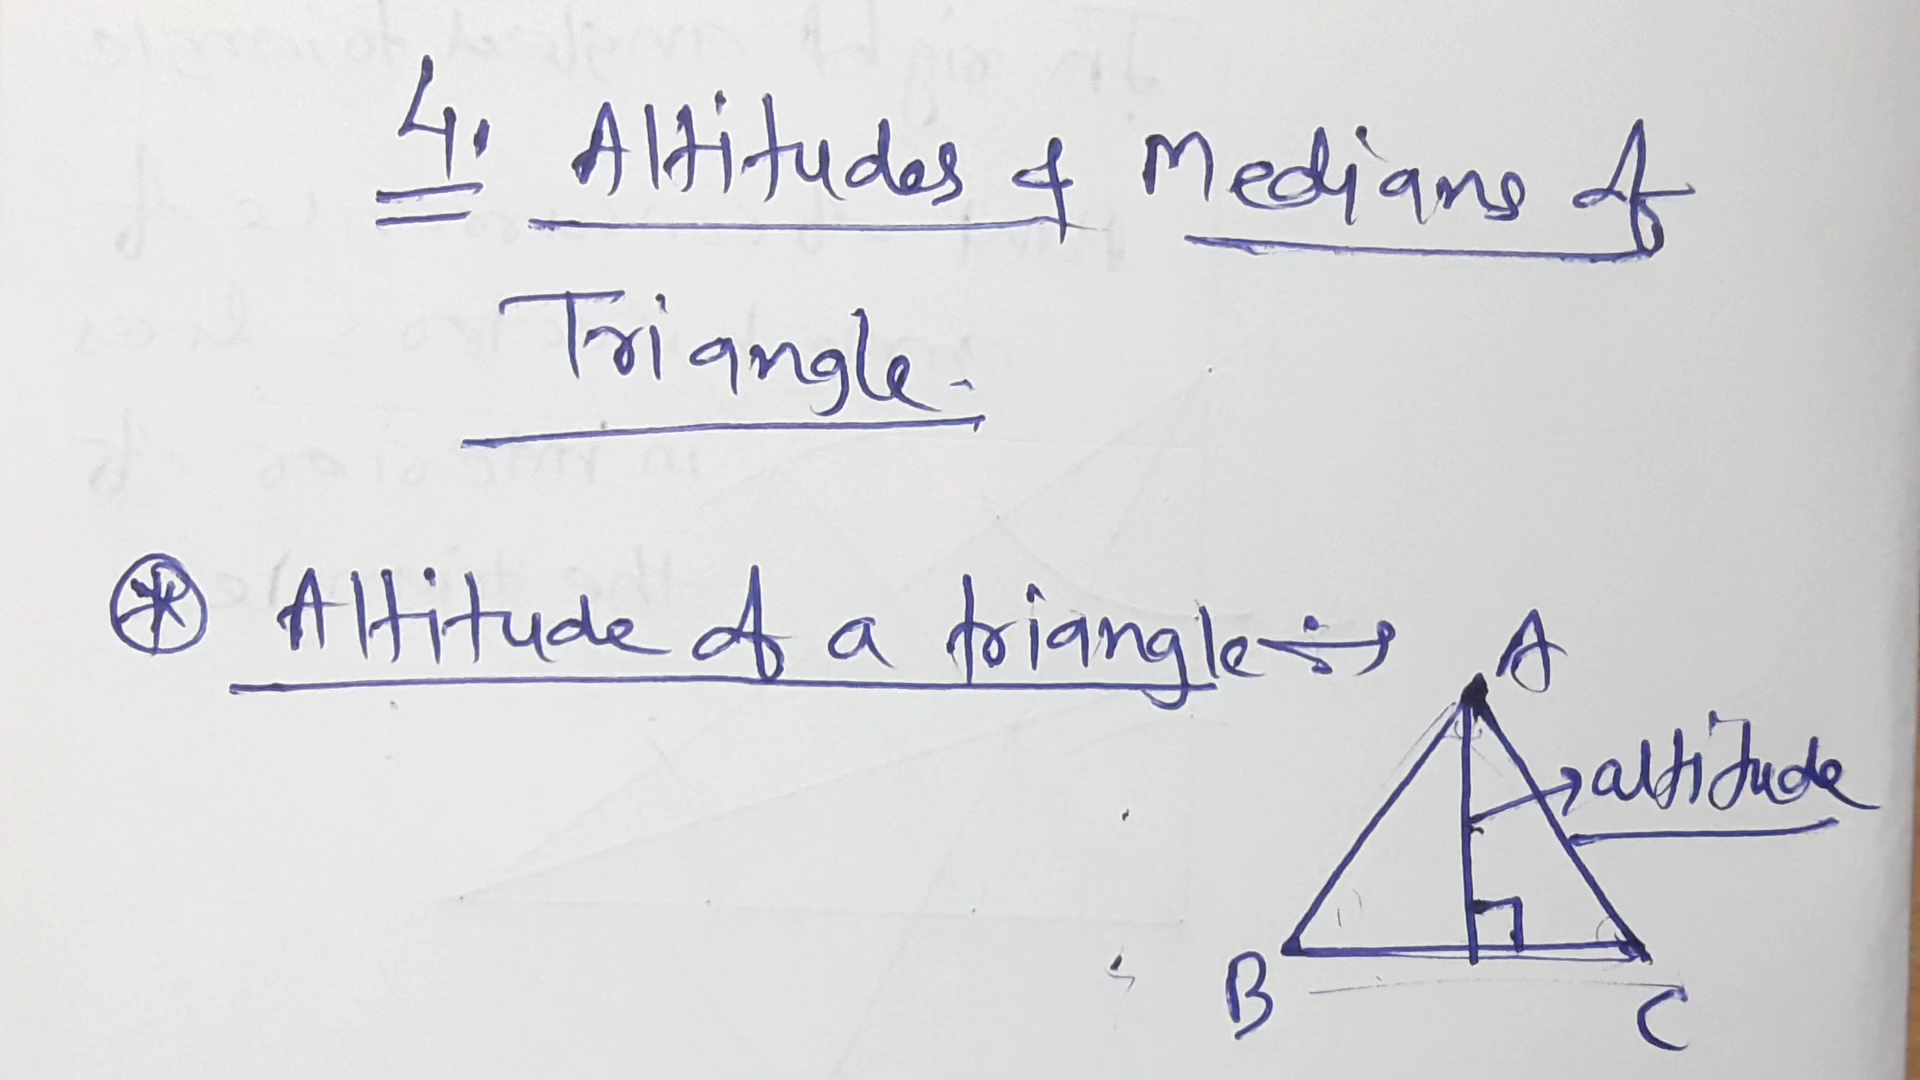 4. Altitudes & Medians of
Triangle.
Altitude of a triangle :→
A
altitude
B
C